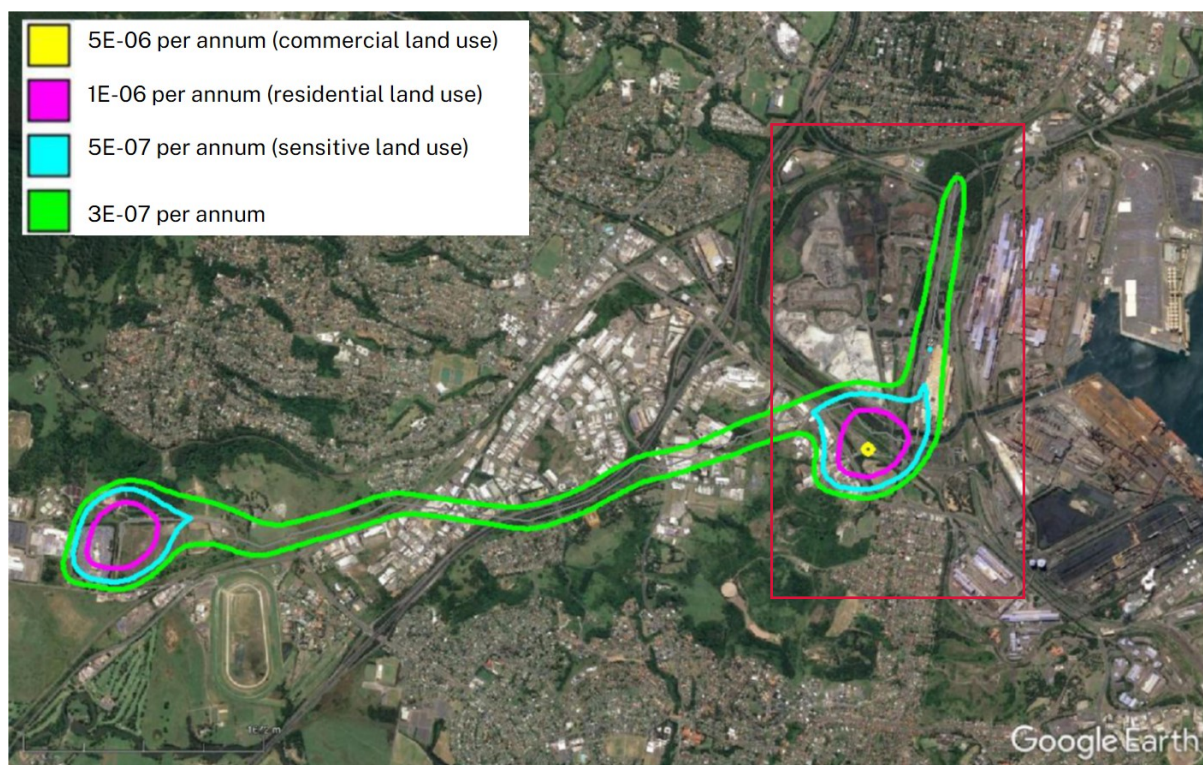 5E-06 per annum (commercial land use)
1E-06 per annum (residential land use)
5E-07 per annum (sensitive land use)
3E-07 per annum
Google Earth